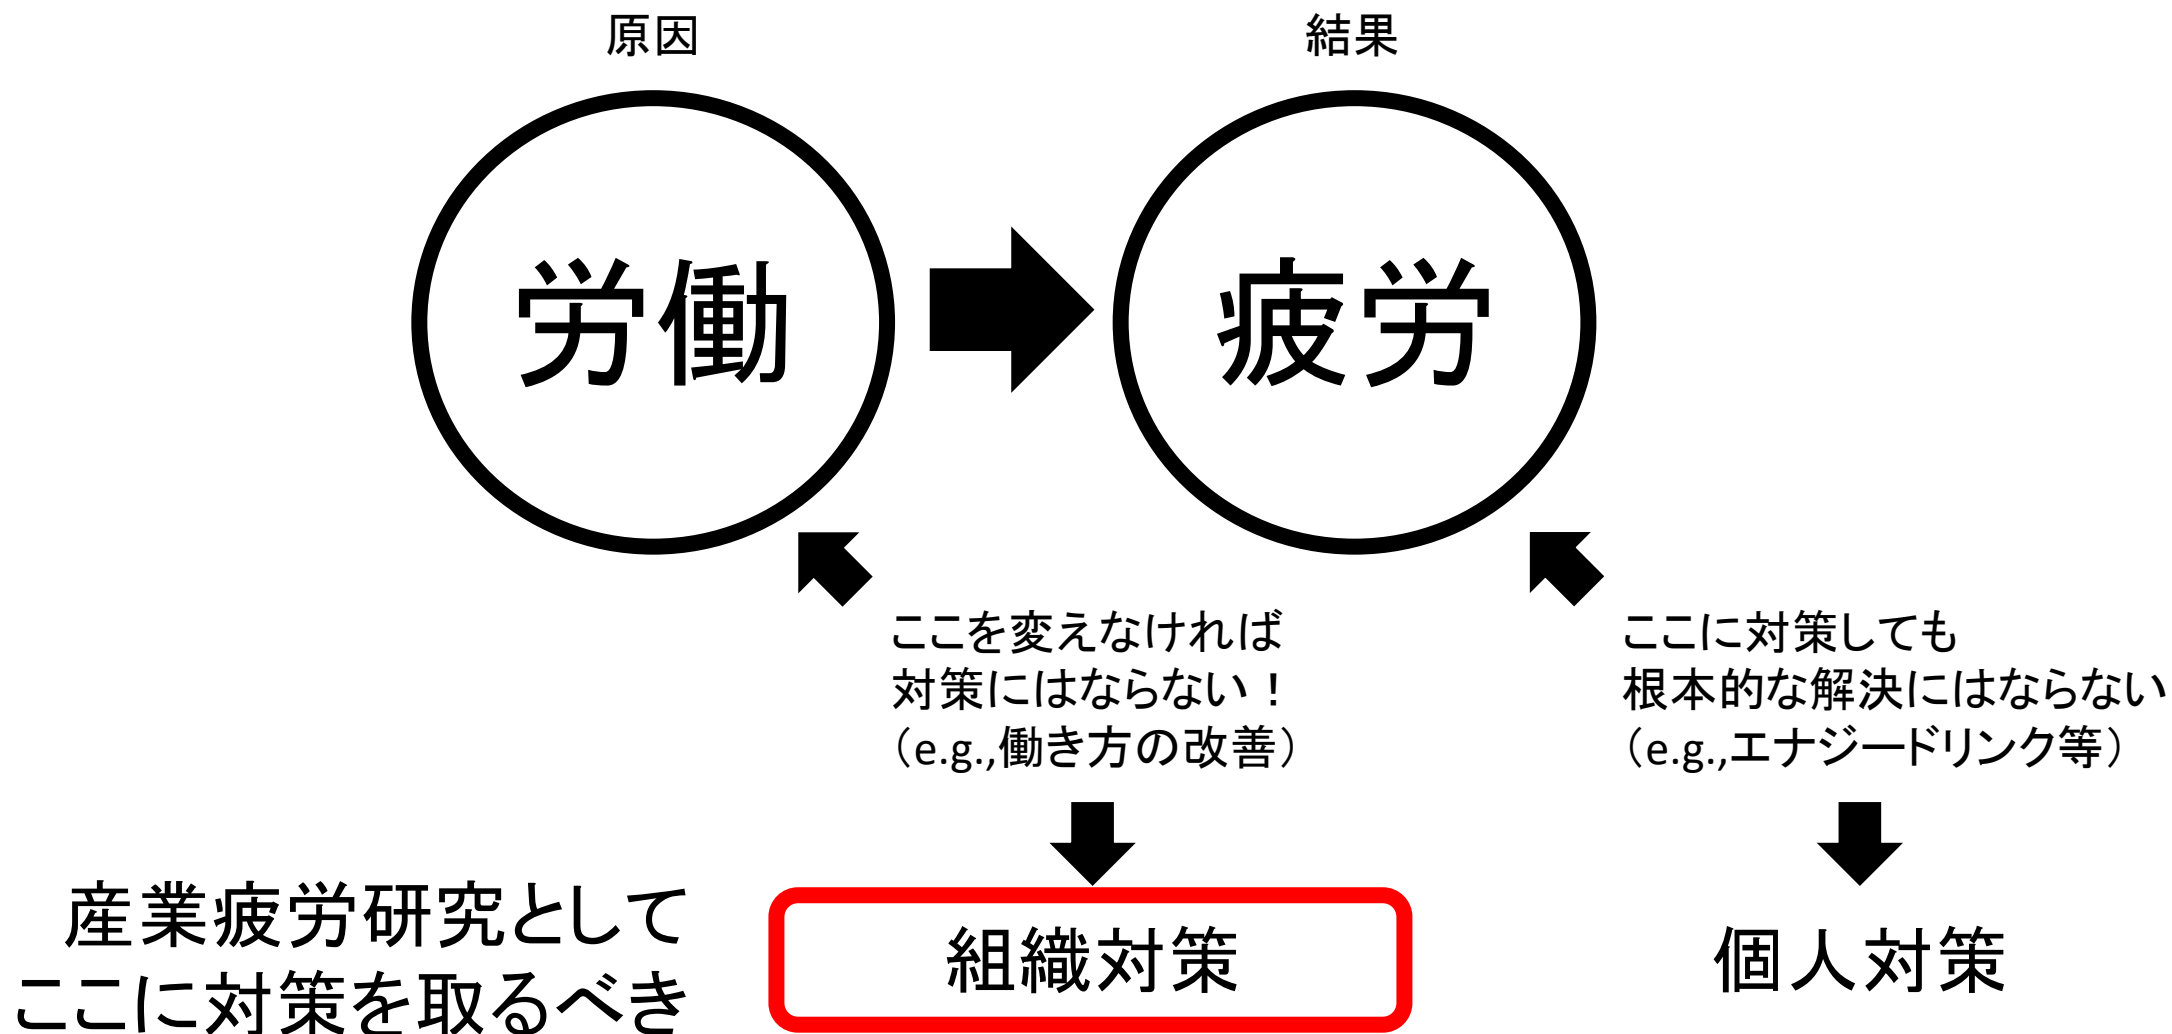 原因
結果
労働
疲労
ここを変えなければ
対策にはならない！
（e.g.,働き方の改善）
ここに対策しても
根本的な解決にはならない
（e.g.,エナジードリンク等）
産業疲労研究として
ここに対策を取るべき
組織対策
個人対策